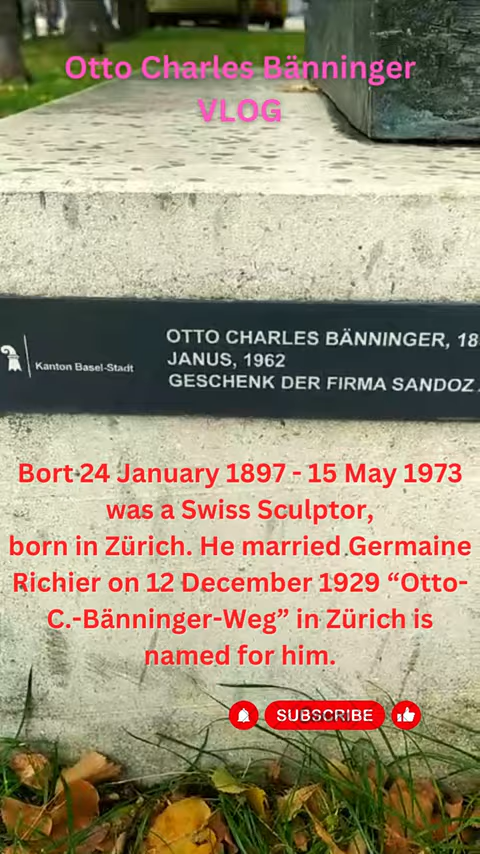 Otto Charles Bänninger
VLOG
OTTO CHARLES BÄNNINGER, 18
JANUS, 1962
GESCHENK DER FIRMA SANDOZ
Kanton Basel-Stadt
Bort 24 January 1897 - 15 May 1973
was a Swiss Sculptor,
born in Zürich. He married Germaine
Richier on 12 December 1929 “Otto-
C.-Bänninger-Weg” in Zürich is
named for him.
SUBSCRIBE